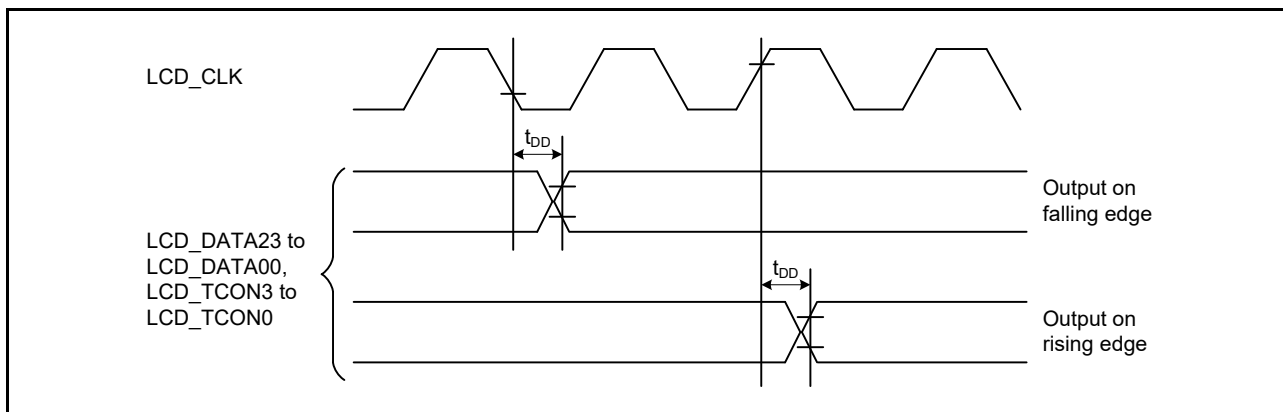 LCD_CLK
tDD
Output on
falling edge
LCD_DATA23 to
LCD_DATA00,
LCD_TCON3 to
LCD_TCON0
tDD
Output on
rising edge